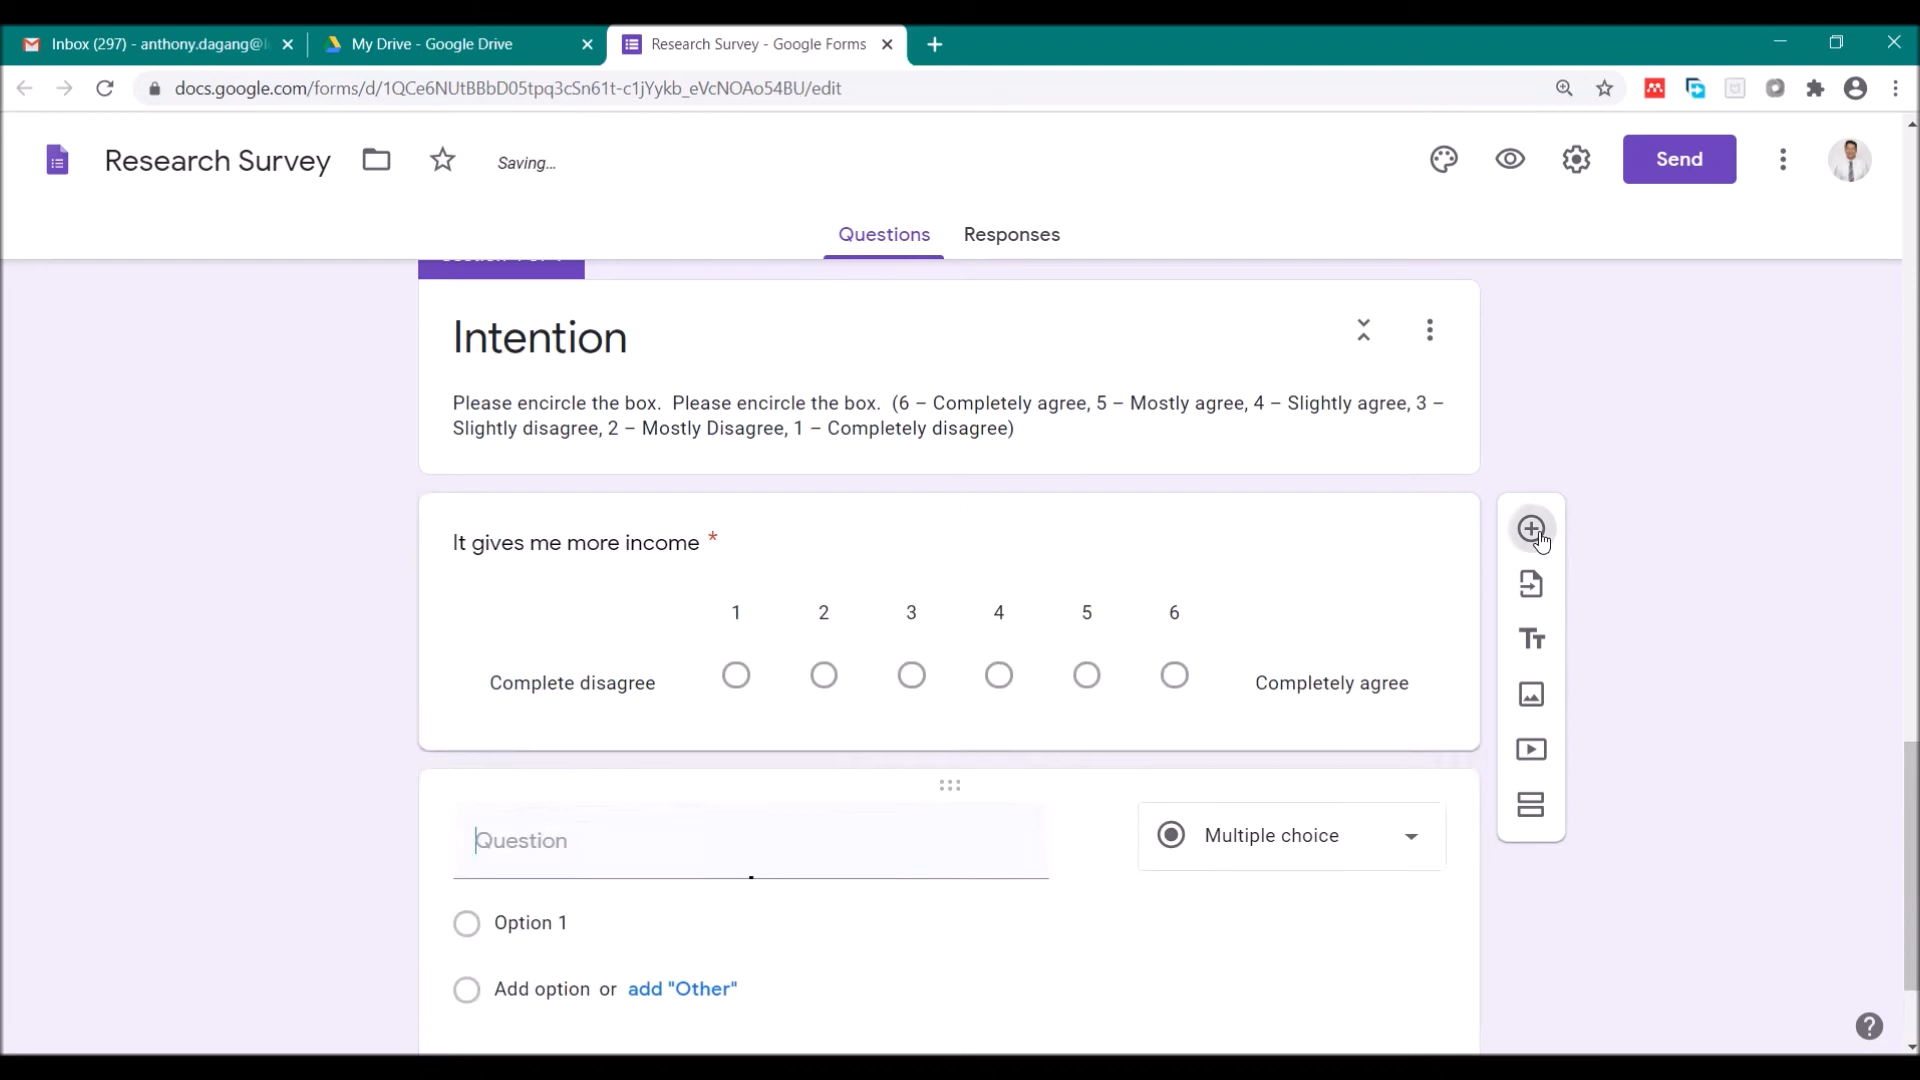 Inbox (297) - anthony.dagang@l
My Drive - Google Drive
Research Survey - Google Forms
docs.google.com/forms/d/1QCe6NUtBBbD05tpq3cSn61t-c1jYykb_eVcNOAo54BU/edit
Research Survey
Saving...
Send
Questions
Responses
Intention
Please encircle the box.  Please encircle the box.  (6 – Completely agree, 5 – Mostly agree, 4 – Slightly agree, 3 –
Slightly disagree, 2 – Mostly Disagree, 1 – Completely disagree)
It gives me more income *
1 2 3 4 5 6
Complete disagree
Completely agree
Question
Multiple choice
Option 1
Add option or add "Other"